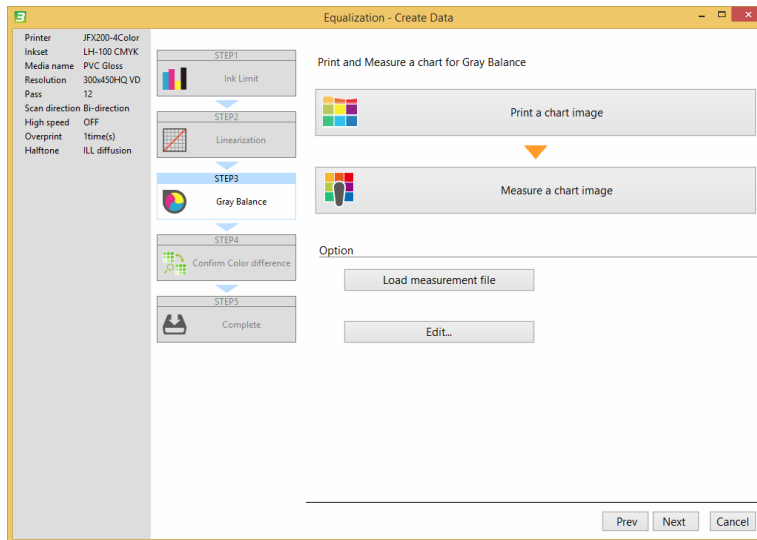 Equalization - Create Data
Printer JFX200-4Color
Inkset LH-100 CMYK
Media name PVC Gloss
Resolution 300x450HQ VD
Pass 12
Scan direction Bi-direction
High speed OFF
Overprint 1time(s)
Halftone ILL diffusion
STEP1
Ink Limit
STEP2
Linearization
STEP3
Gray Balance
STEP4
Confirm Color difference
STEP5
Complete
Print and Measure a chart for Gray Balance
Print a chart image
Measure a chart image
Option
Load measurement file
Edit...
Prev Next Cancel